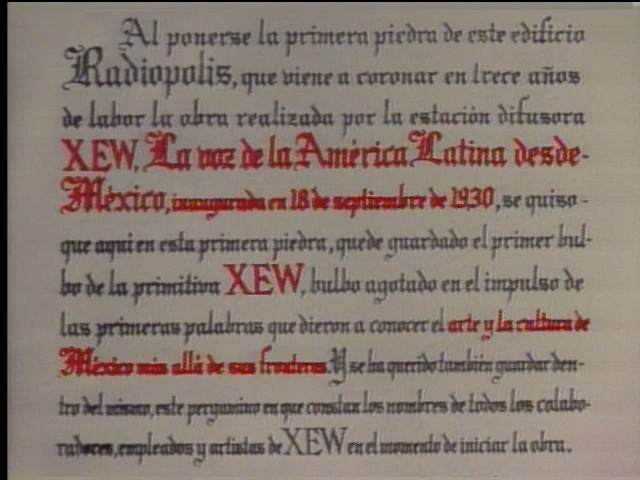 Al ponerse la primera piedra de este edificio
Radiopolis, que viene a coronar en trece años
de labor la obra realizada por la estación difusora
XEW, La voz de la América Latina desde-
México, inaugurada en 18 de septiembre de 1930, se quiso-
que aqui en esta primera piedra, quede guardado el primer bul-
bo de la primitiva XEW, bulbo agotado en el impulso de
las primeras palabras que dieron a conocer el arte y la cultura de
México más allá de sus fronteras. Y se ha querido también guardar den-
tro del mismo, este pergamino en que constan los nombres de todos los colabo-
radores, empleados y artistas de XEW en el momento de iniciar la obra.